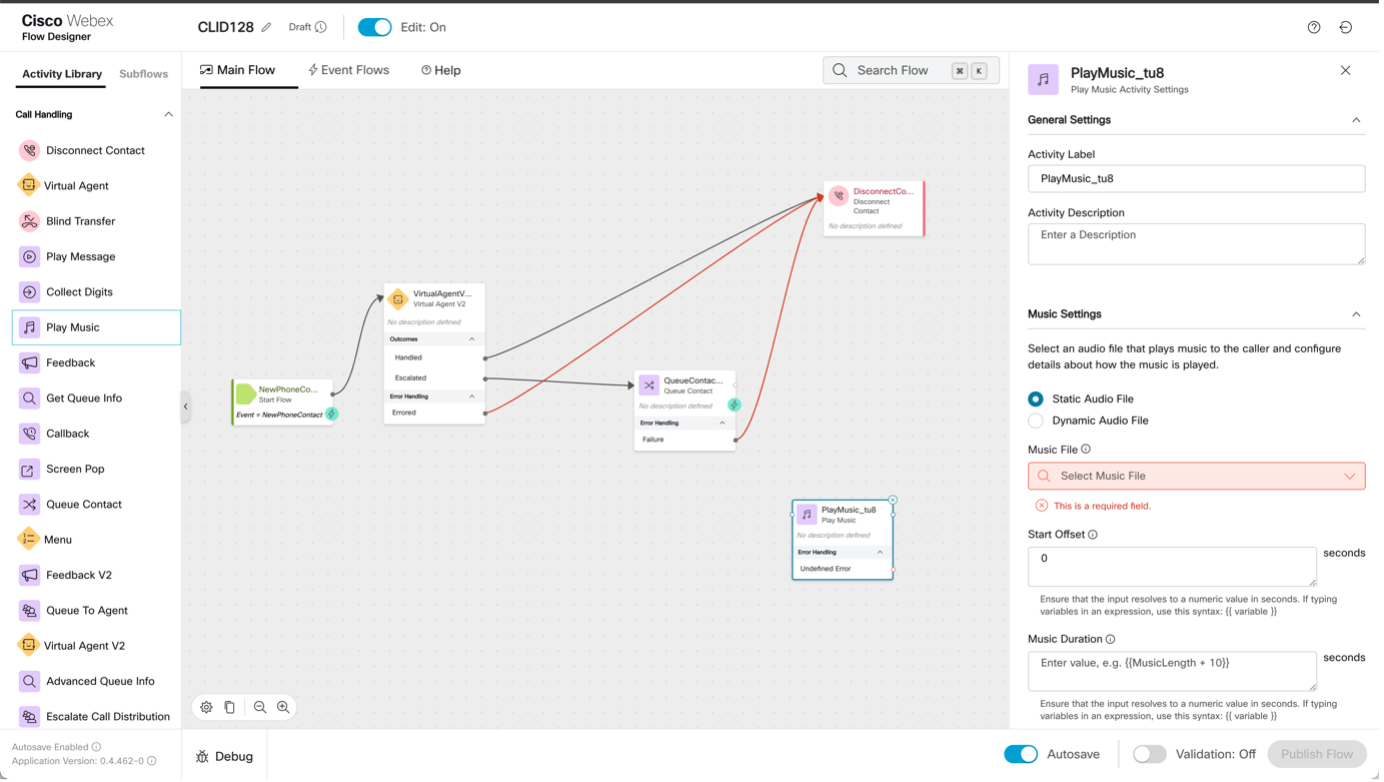 Cisco Webex
Flow Designer
CLID128
Draft
Edit: On
Activity Library
Subflows
Main Flow
Event Flows
Help
Search Flow
⌘
K
Call Handling
Disconnect Contact
Virtual Agent
Blind Transfer
Play Message
Collect Digits
Play Music
Feedback
Get Queue Info
Callback
Screen Pop
Queue Contact
Menu
Feedback V2
Queue To Agent
Virtual Agent V2
Advanced Queue Info
Escalate Call Distribution
Autosave Enabled
Application Version: 0.4.462-0
NewPhoneCo...
Start Flow
Event = NewPhoneContact
VirtualAgentV...
Virtual Agent V2
No description defined
Outcomes
Handled
Escalated
Error Handling
Errored
DisconnectCo...
Disconnect
Contact
No description defined
QueueContac...
Queue Contact
No description defined
Error Handling
Failure
PlayMusic_tu8
Play Music
No description defined
Error Handling
Undefined Error
Debug
PlayMusic_tu8
Play Music Activity Settings
General Settings
Activity Label
PlayMusic_tu8
Activity Description
Enter a Description
Music Settings
Select an audio file that plays music to the caller and configure
details about how the music is played.
Static Audio File
Dynamic Audio File
Music File
Select Music File
This is a required field.
Start Offset
0
seconds
Ensure that the input resolves to a numeric value in seconds. If typing
variables in an expression, use this syntax: {{ variable }}
Music Duration
Enter value, e.g. {{MusicLength + 10}}
seconds
Ensure that the input resolves to a numeric value in seconds. If typing
variables in an expression, use this syntax: {{ variable }}
Autosave
Validation: Off
Publish Flow